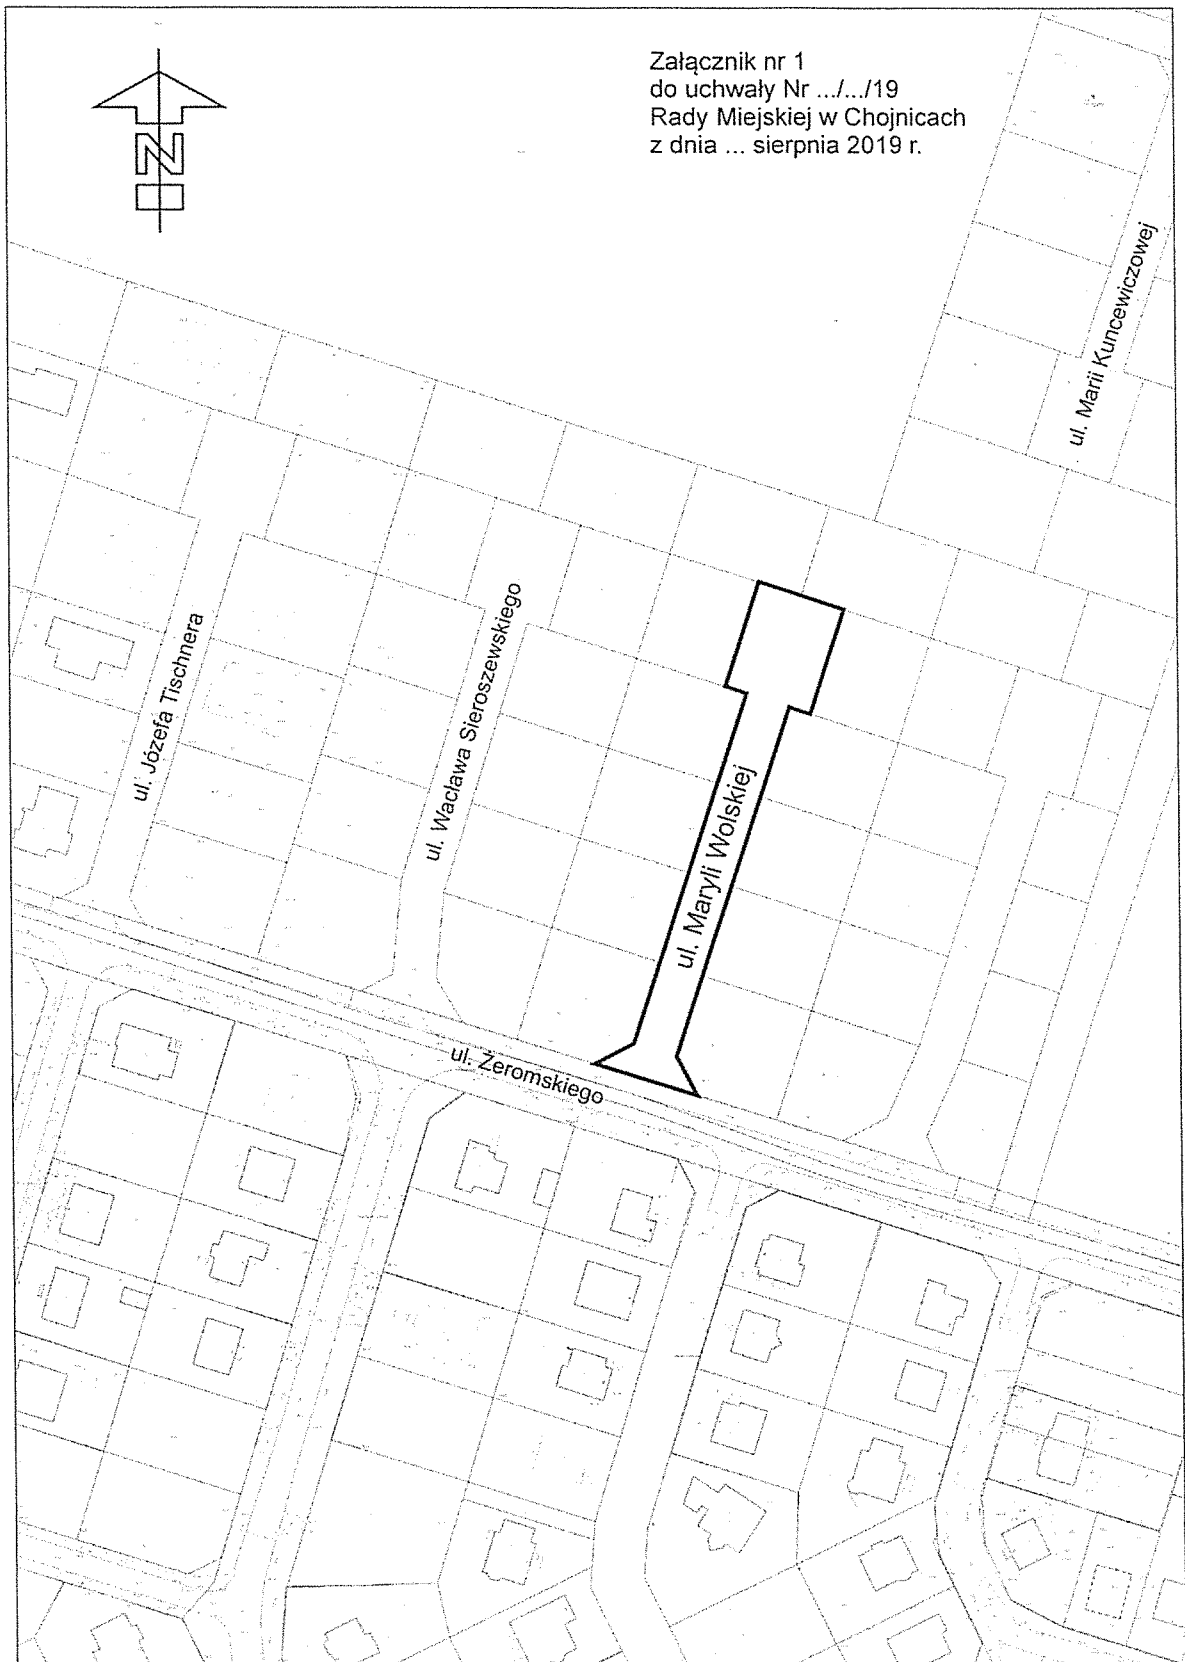 Załącznik nr 1
do uchwały Nr .../.../19
Rady Miejskiej w Chojnicach
z dnia ... sierpnia 2019 r.
N
ul. Marii Kuncewiczowej
ul. Józefa Tischnera
ul. Wacława Sieroszewskiego
ul. Maryli Wolskiej
ul. Żeromskiego